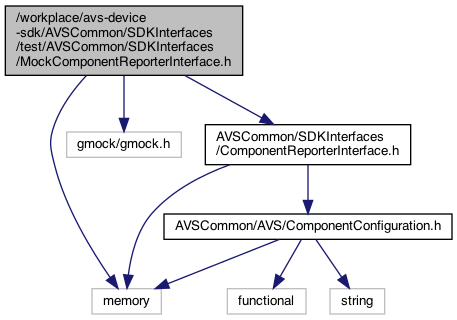 /workplace/avs-device
-sdk/AVSCommon/SDKInterfaces
/test/AVSCommon/SDKInterfaces
/MockComponentReporterInterface.h
gmock/gmock.h
AVSCommon/SDKInterfaces
/ComponentReporterInterface.h
AVSCommon/AVS/ComponentConfiguration.h
memory
functional
string